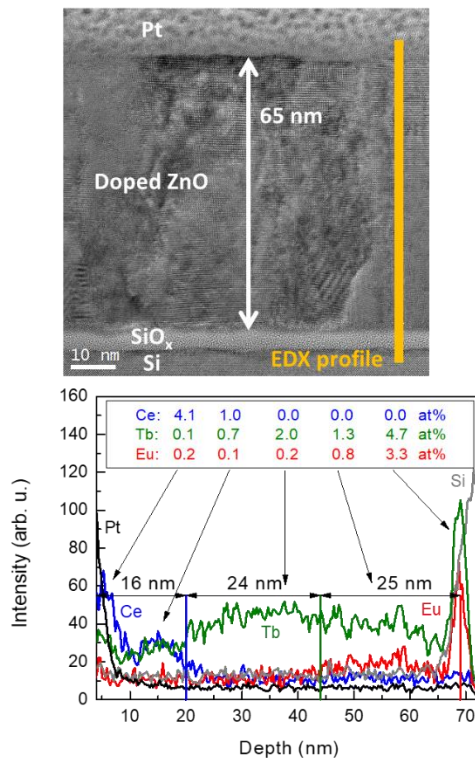 Pt
65 nm
Doped ZnO
SiOx
10 nm
Si
EDX profile
160
140
120
100
80
60
40
20
0
Intensity (arb. u.)
Ce: 4.1 1.0 0.0 0.0 0.0 at%
Tb: 0.1 0.7 2.0 1.3 4.7 at%
Eu: 0.2 0.1 0.2 0.8 3.3 at%
Si
Pt
16 nm
24 nm
25 nm
Ce
Tb
Eu
10 20 30 40 50 60 70
Depth (nm)